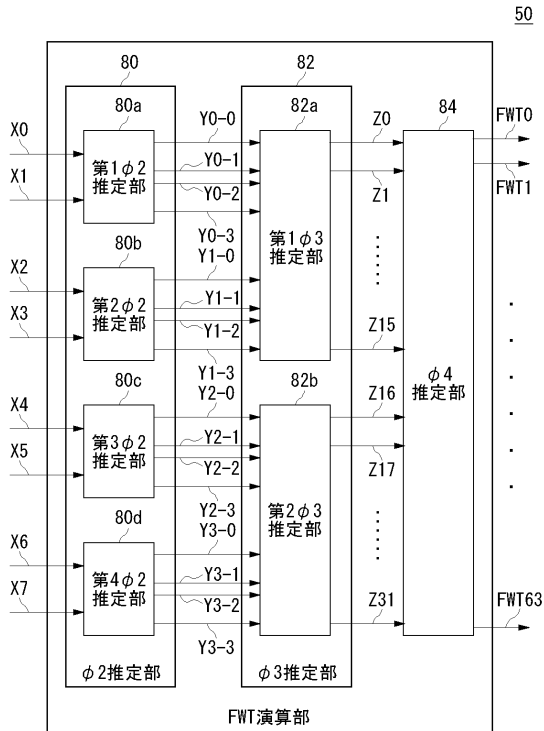 50
80
82
80a
82a
84
X0
X1
Y0-0
Y0-1
Y0-2
Y0-3
Z0
Z1
FWT0
FWT1
第1φ2
推定部
第1φ3
推定部
80b
X2
X3
Y1-0
Y1-1
Y1-2
Y1-3
Z15
第2φ2
推定部
φ4
推定部
80c
82b
X4
X5
Y2-0
Y2-1
Y2-2
Y2-3
Z16
Z17
第3φ2
推定部
第2φ3
推定部
80d
X6
X7
Y3-0
Y3-1
Y3-2
Y3-3
Z31
FWT63
第4φ2
推定部
φ2推定部
φ3推定部
FWT演算部